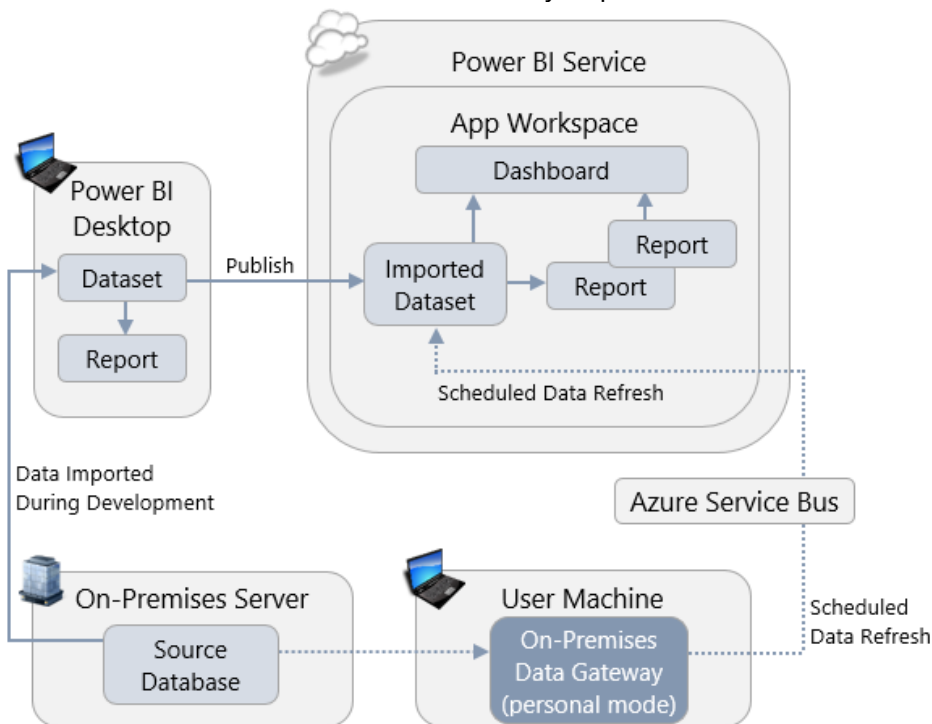 Power BI Service
App Workspace
Dashboard
Power BI
Desktop
Report
Publish
Imported
Dataset
Dataset
Report
Report
Scheduled Data Refresh
Data Imported
During Development
Azure Service Bus
On-Premises Server
User Machine
Scheduled
Data Refresh
Source
Database
On-Premises
Data Gateway
(personal mode)